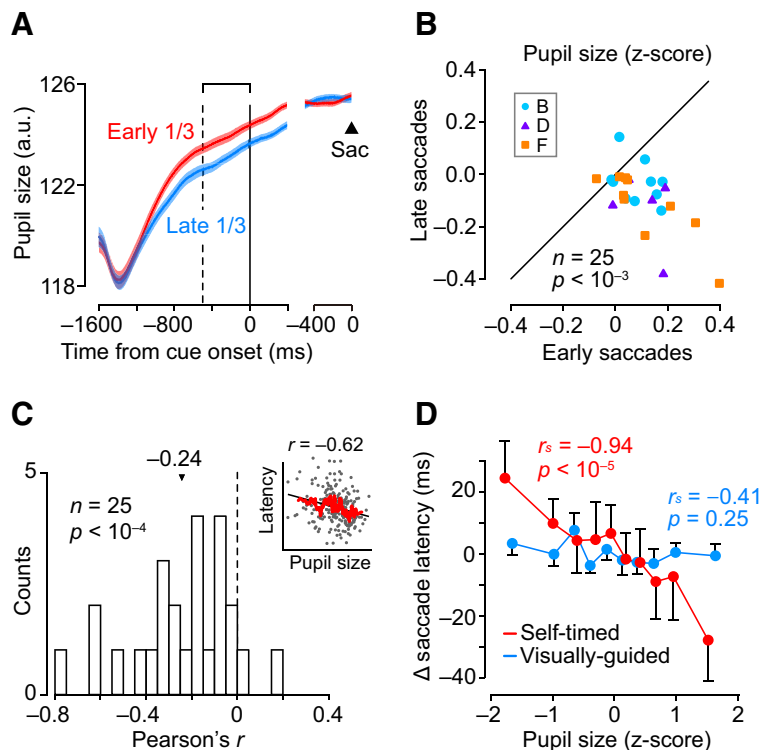 A
126
122
118
Pupil size (a.u.)
Early 1/3
Late 1/3
Sac
−1600 −800 0 −400 0
Time from cue onset (ms)
B
Pupil size (z-score)
0.4
0.2
0.0
−0.2
−0.4
Late saccades
B
D
F
n = 25
p < 10⁻³
−0.4 −0.2 0 0.2 0.4
Early saccades
C
5
0
Counts
n = 25
p < 10⁻⁴
−0.24
r = −0.62
Latency
Pupil size
−0.8 −0.4 0 0.4
Pearson's r
D
20
0
−20
−40
Δ saccade latency (ms)
rs = −0.94
p < 10⁻⁵
rs = −0.41
p = 0.25
Self-timed
Visually-guided
−2 −1 0 1 2
Pupil size (z-score)